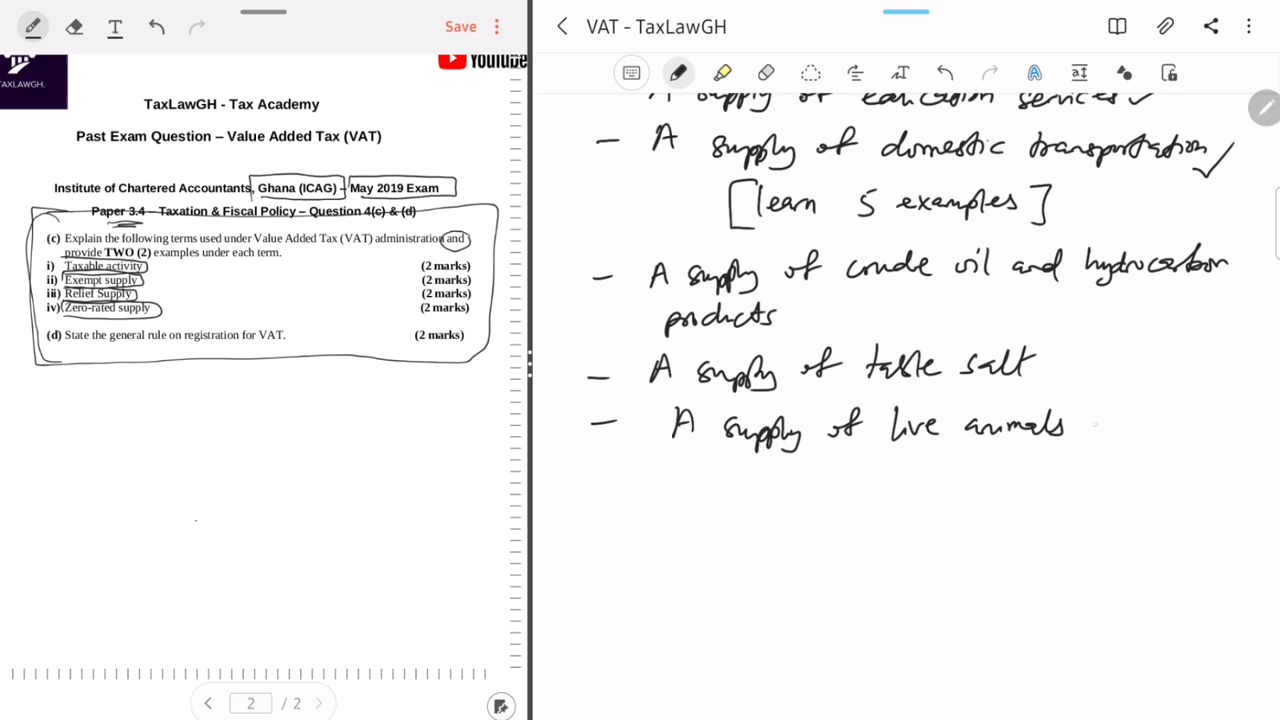 Save
TAXLAWGH.
YouTube
TaxLawGH - Tax Academy
Past Exam Question – Value Added Tax (VAT)
Institute of Chartered Accountants, Ghana (ICAG) – May 2019 Exam
Paper 3.4 – Taxation & Fiscal Policy – Question 4(c) & (d)
(c) Explain the following terms used under Value Added Tax (VAT) administration and
provide TWO (2) examples under each term.
i) Taxable activity (2 marks)
ii) Exempt supply (2 marks)
iii) Relief Supply (2 marks)
iv) Zero-rated supply (2 marks)
(d) State the general rule on registration for VAT. (2 marks)
2 / 2
VAT - TaxLawGH
A supply of education services ✓
– A supply of domestic transportation ✓
[learn 5 examples]
– A supply of crude oil and hydrocarbon
products
– A supply of table salt
– A supply of live animals